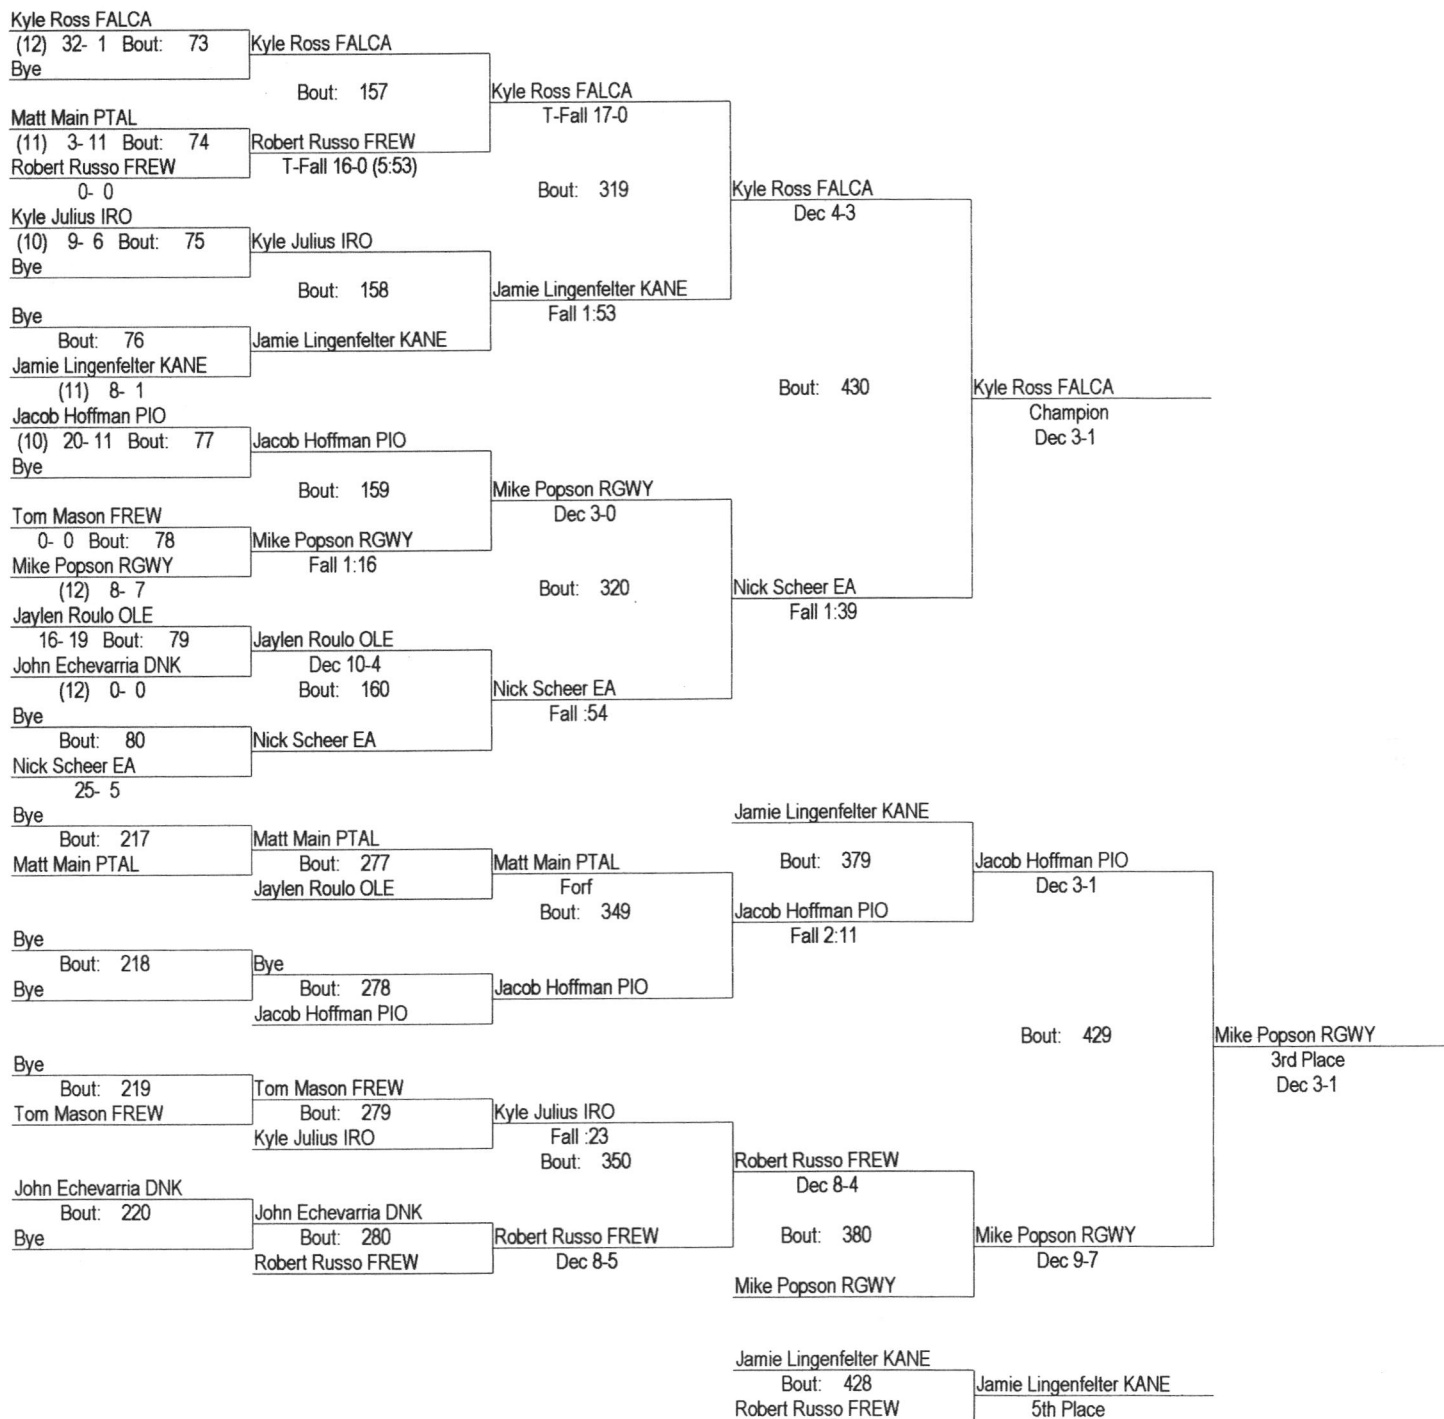 Kyle Ross FALCA
(12) 32- 1 Bout: 73 Kyle Ross FALCA
Bye
Bout: 157 Kyle Ross FALCA
Matt Main PTAL T-Fall 17-0
(11) 3- 11 Bout: 74 Robert Russo FREW
Robert Russo FREW T-Fall 16-0 (5:53)
0- 0 Bout: 319 Kyle Ross FALCA
Kyle Julius IRO Dec 4-3
(10) 9- 6 Bout: 75 Kyle Julius IRO
Bye
Bout: 158 Jamie Lingenfelter KANE
Bye Fall 1:53
Bout: 76 Jamie Lingenfelter KANE
Jamie Lingenfelter KANE
(11) 8- 1 Bout: 430 Kyle Ross FALCA
Jacob Hoffman PIO Champion
(10) 20- 11 Bout: 77 Jacob Hoffman PIO Dec 3-1
Bye
Bout: 159 Mike Popson RGWY
Tom Mason FREW Dec 3-0
0- 0 Bout: 78 Mike Popson RGWY
Mike Popson RGWY Fall 1:16
(12) 8- 7 Bout: 320 Nick Scheer EA
Jaylen Roulo OLE Fall 1:39
16- 19 Bout: 79 Jaylen Roulo OLE
John Echevarria DNK Dec 10-4
(12) 0- 0 Bout: 160 Nick Scheer EA
Bye Fall :54
Bout: 80 Nick Scheer EA
Nick Scheer EA
25- 5
Bye Jamie Lingenfelter KANE
Bout: 217 Matt Main PTAL
Matt Main PTAL Bout: 277 Matt Main PTAL Bout: 379 Jacob Hoffman PIO
Jaylen Roulo OLE Forf Dec 3-1
Bout: 349 Jacob Hoffman PIO
Bye Fall 2:11
Bout: 218 Bye
Bye Bout: 278 Jacob Hoffman PIO
Jacob Hoffman PIO
Bout: 429 Mike Popson RGWY
Bye 3rd Place
Bout: 219 Tom Mason FREW Dec 3-1
Tom Mason FREW Bout: 279 Kyle Julius IRO
Kyle Julius IRO Fall :23
Bout: 350 Robert Russo FREW
John Echevarria DNK Dec 8-4
Bout: 220 John Echevarria DNK
Bye Bout: 280 Robert Russo FREW Bout: 380 Mike Popson RGWY
Robert Russo FREW Dec 8-5 Dec 9-7
Mike Popson RGWY
Jamie Lingenfelter KANE
Bout: 428 Jamie Lingenfelter KANE
Robert Russo FREW 5th Place